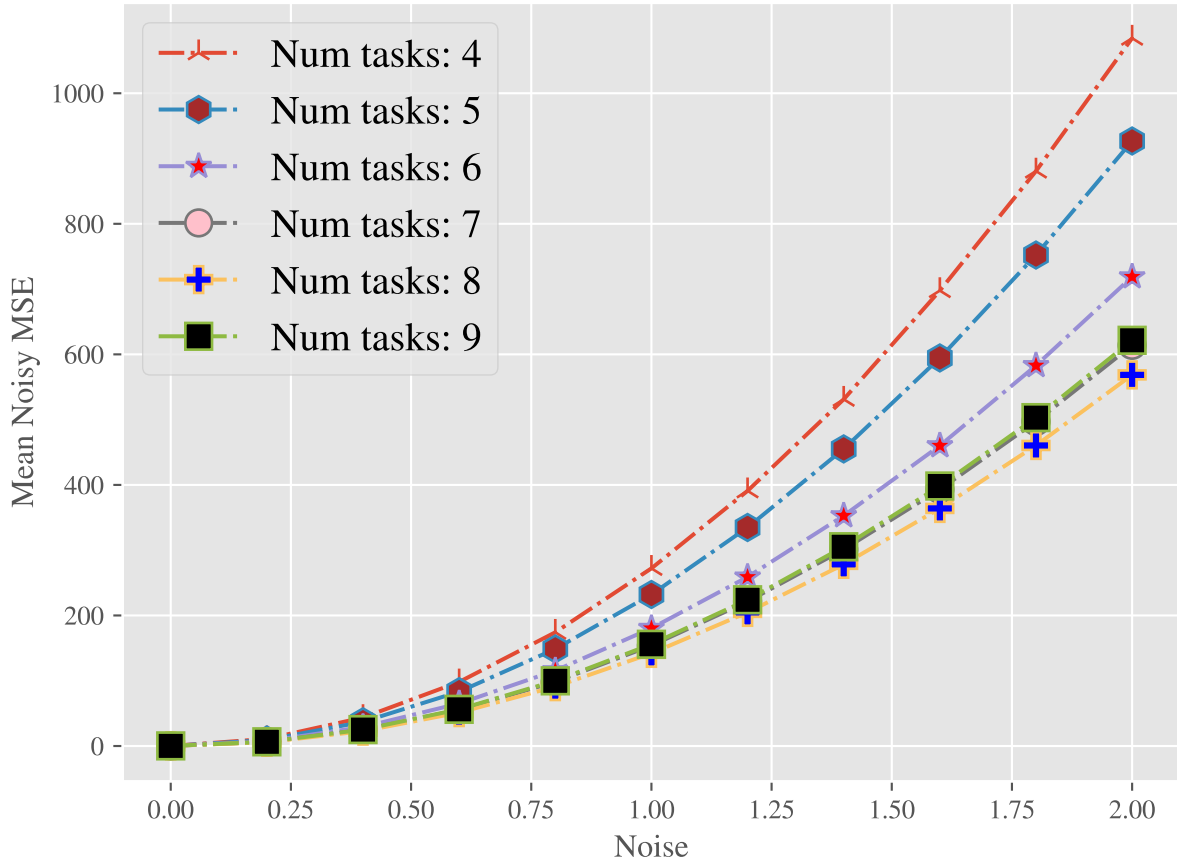 Num tasks: 4
Num tasks: 5
Num tasks: 6
Num tasks: 7
Num tasks: 8
Num tasks: 9
Mean Noisy MSE
1000
800
600
400
200
0
0.00 0.25 0.50 0.75 1.00 1.25 1.50 1.75 2.00
Noise